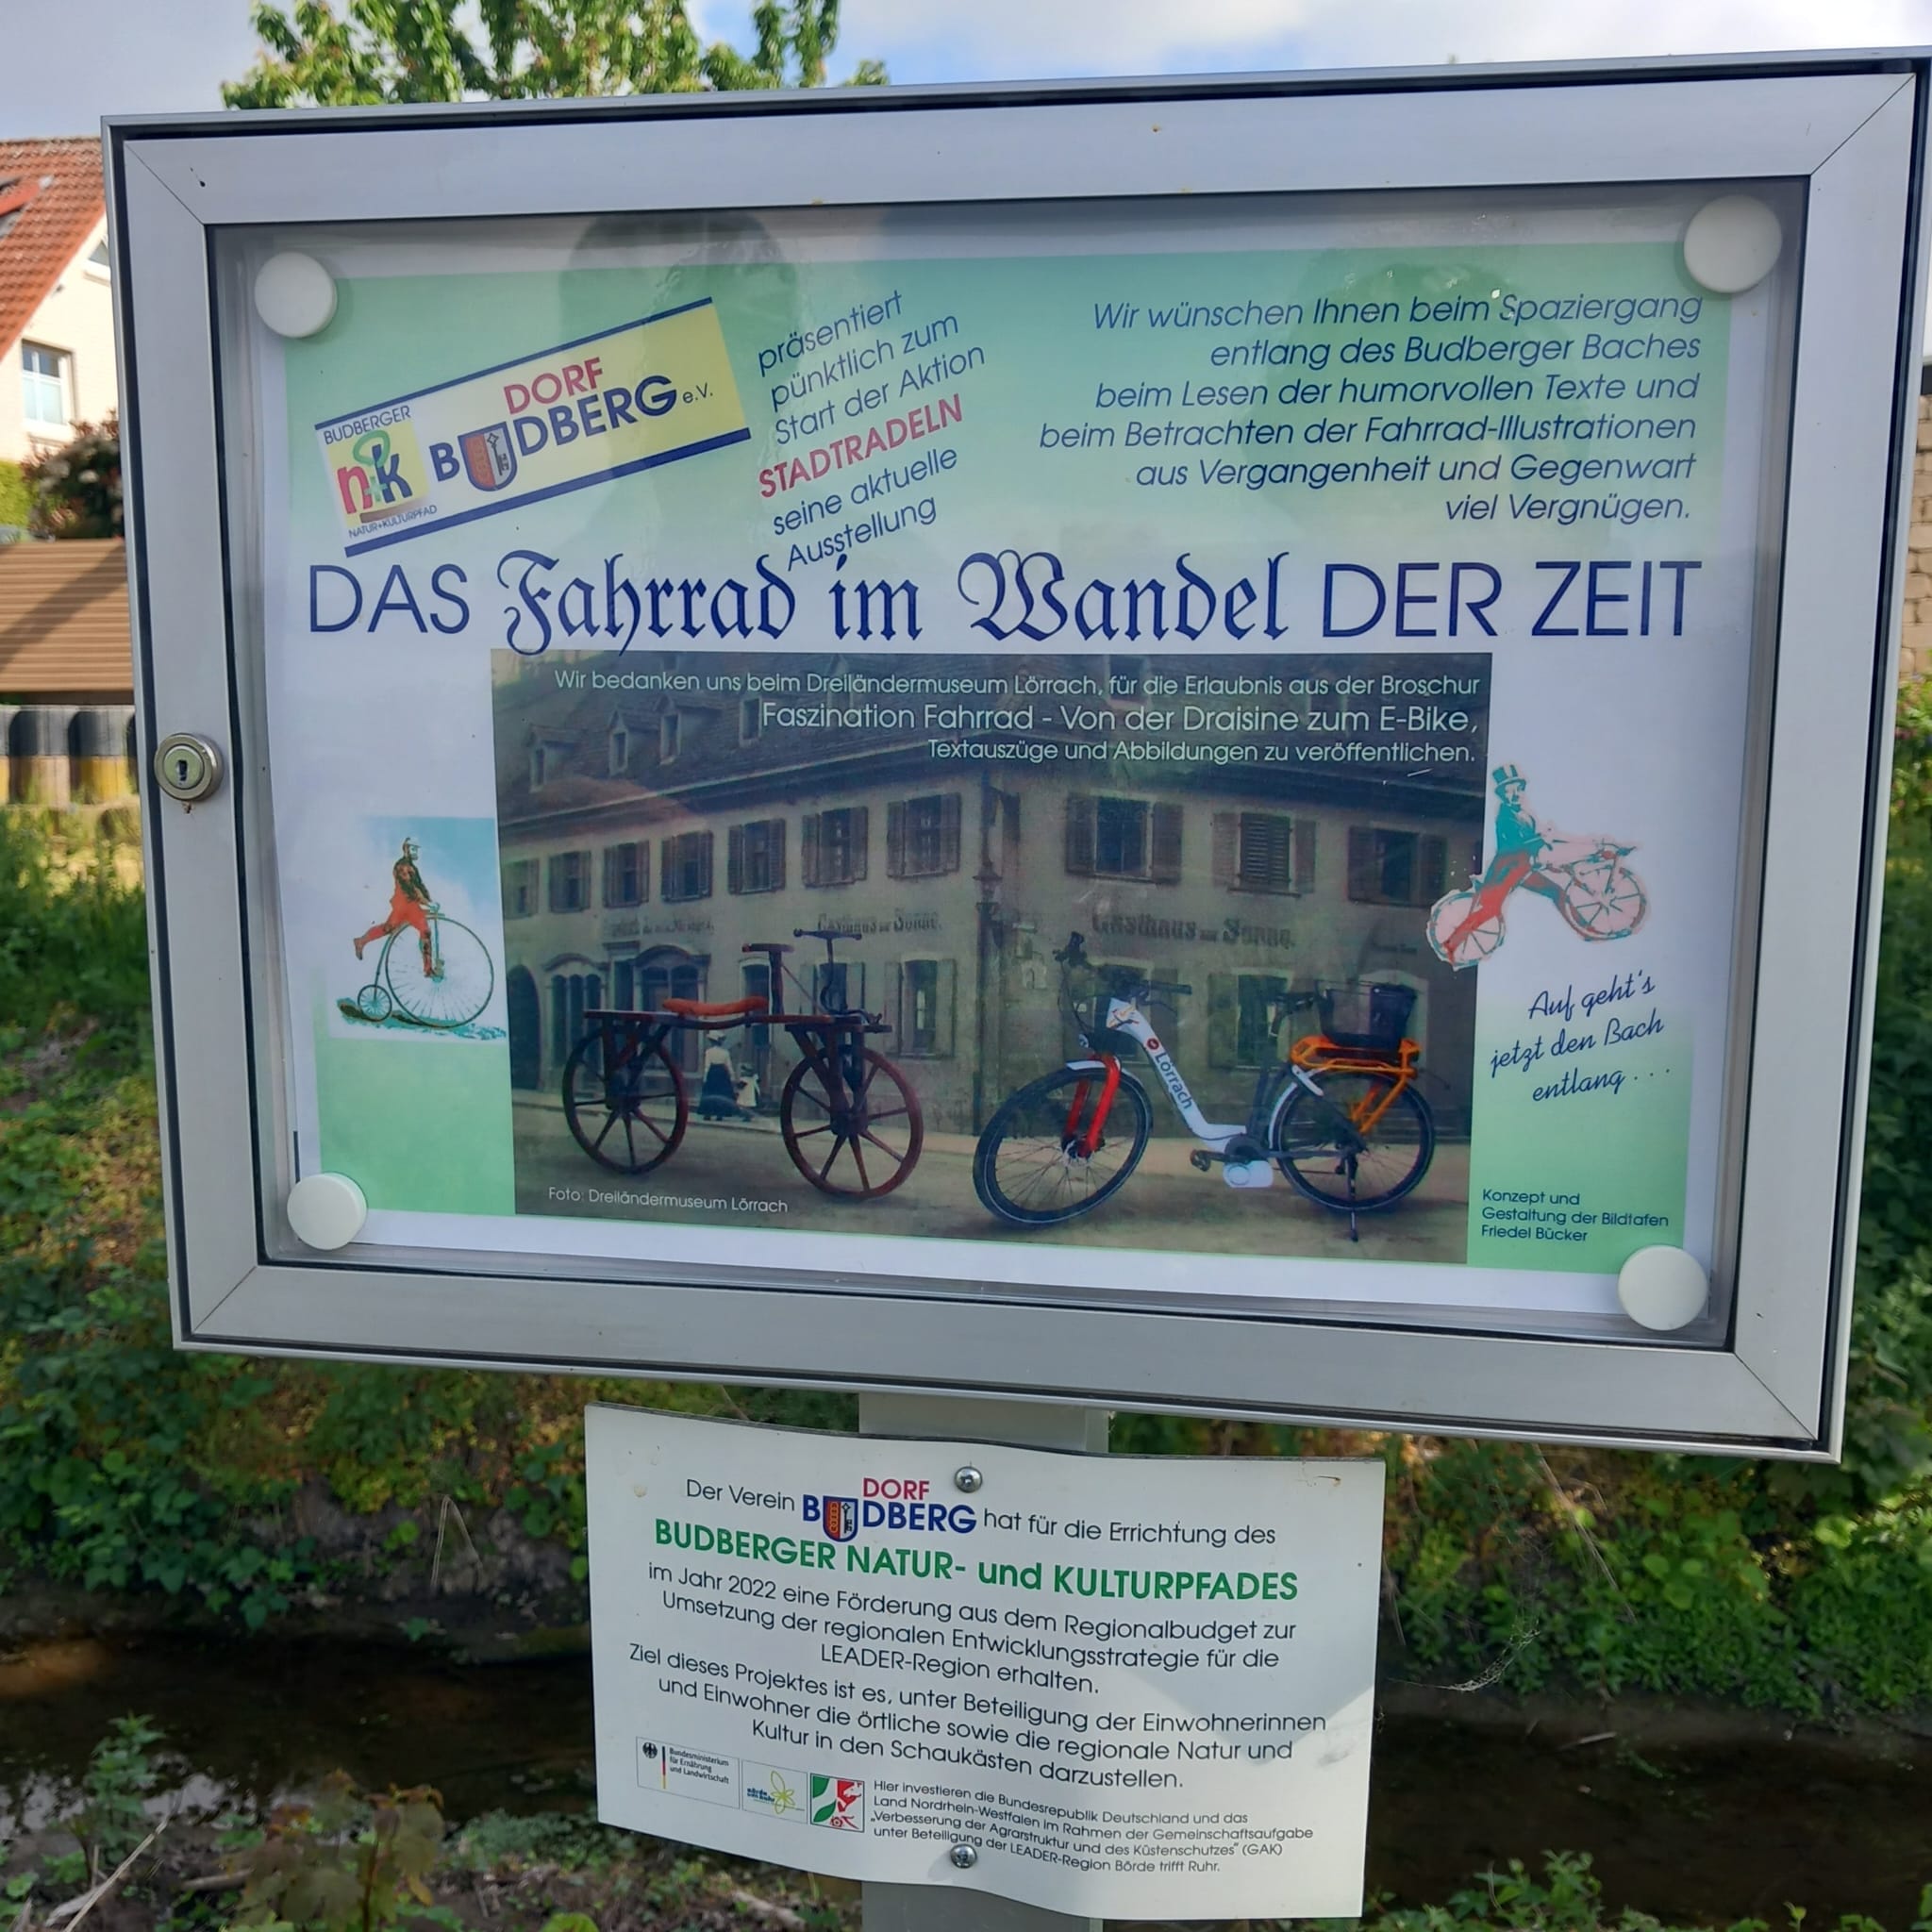 BUDBERGER
n+k
NATUR+KULTURPFAD
DORF
BUDBERG e.V.
präsentiert
pünktlich zum
Start der Aktion
STADTRADELN
seine aktuelle
Ausstellung
Wir wünschen Ihnen beim Spaziergang
entlang des Budberger Baches
beim Lesen der humorvollen Texte und
beim Betrachten der Fahrrad-Illustrationen
aus Vergangenheit und Gegenwart
viel Vergnügen.
DAS Fahrrad im Wandel DER ZEIT
Wir bedanken uns beim Dreiländermuseum Lörrach, für die Erlaubnis aus der Broschur
Faszination Fahrrad - Von der Draisine zum E-Bike,
Textauszüge und Abbildungen zu veröffentlichen.
Gasthaus zur Sonne.
Gasthaus zur Sonne.
Lörrach
Auf geht's
jetzt den Bach
entlang . . .
Foto: Dreiländermuseum Lörrach
Konzept und
Gestaltung der Bildtafen
Friedel Bücker
Der Verein DORF BUDBERG hat für die Errichtung des
BUDBERGER NATUR- und KULTURPFADES
im Jahr 2022 eine Förderung aus dem Regionalbudget zur
Umsetzung der regionalen Entwicklungsstrategie für die
LEADER-Region erhalten.
Ziel dieses Projektes ist es, unter Beteiligung der Einwohnerinnen
und Einwohner die örtliche sowie die regionale Natur und
Kultur in den Schaukästen darzustellen.
Bundesministerium
für Ernährung
und Landwirtschaft
Hier investieren die Bundesrepublik Deutschland und das
Land Nordrhein-Westfalen im Rahmen der Gemeinschaftsaufgabe
„Verbesserung der Agrarstruktur und des Küstenschutzes" (GAK)
unter Beteiligung der LEADER-Region Börde trifft Ruhr.